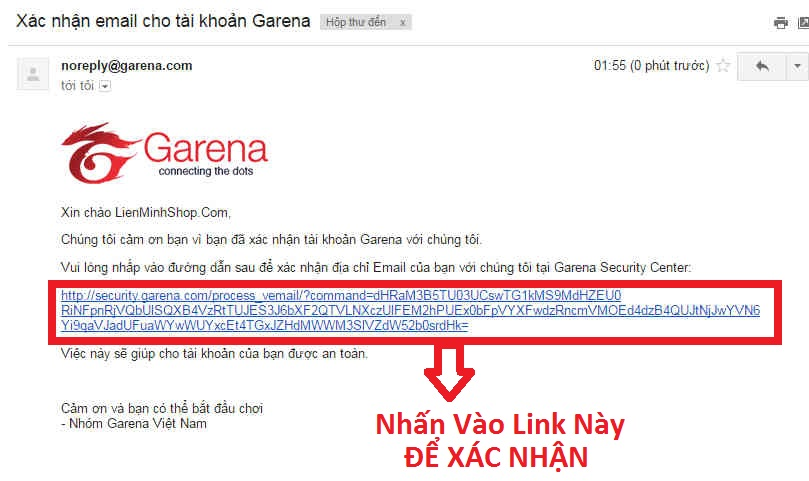 Xác nhận email cho tài khoản Garena Hộp thư đến x
noreply@garena.com 01:55 (0 phút trước)
tới tôi
Garena
connecting the dots
Xin chào LienMinhShop.Com,
Chúng tôi cảm ơn bạn vì bạn đã xác nhận tài khoản Garena với chúng tôi.
Vui lòng nhấp vào đường dẫn sau để xác nhận địa chỉ Email của bạn với chúng tôi tại Garena Security Center:
http://security.garena.com/process_vemail/?command=dHRaM3B5TU03UCswTG1kMS9MdHZEU0
RiNFpnRjVQbUlSQXB4VzRtTUJES3J6bXF2QTVLNXczUlFEM2hPUEx0bFpVYXFwdzRncmVMOEd4dzB4QUJtNjJwYVN6
Yi9qaVJadUFuaWYwWUYxcEt4TGxJZHdMWWM3SlVZdW52b0srdHk=
Việc này sẽ giúp cho tài khoản của bạn được an toàn.
Cảm ơn và bạn có thể bắt đầu chơi
- Nhóm Garena Việt Nam
Nhấn Vào Link Này
ĐỂ XÁC NHẬN